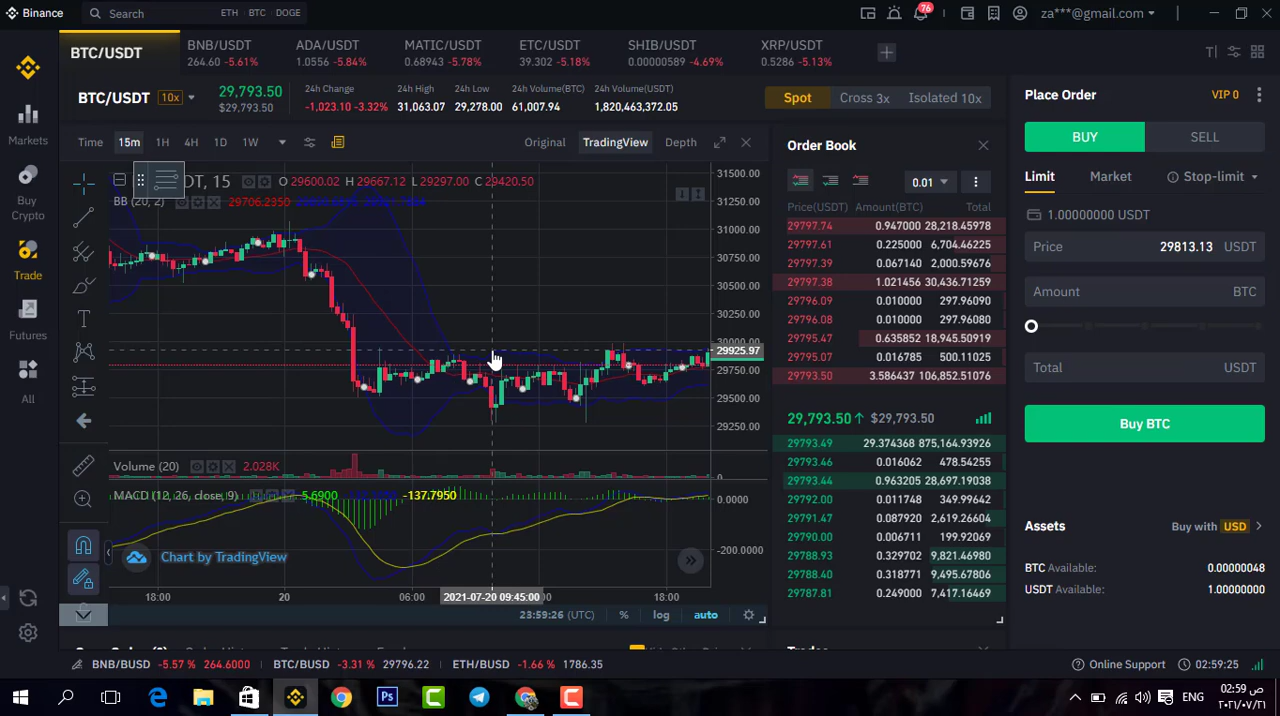 Binance
Search
ETH BTC DOGE
76
za***@gmail.com
BTC/USDT
BNB/USDT
264.60 -5.61%
ADA/USDT
1.0556 -5.84%
MATIC/USDT
0.68943 -5.78%
ETC/USDT
39.302 -5.18%
SHIB/USDT
0.00000589 -4.69%
XRP/USDT
0.5286 -5.13%
BTC/USDT 10x
29,793.50
$29,793.50
24h Change
-1,023.10 -3.32%
24h High
31,063.07
24h Low
29,278.00
24h Volume(BTC)
61,007.94
24h Volume(USDT)
1,820,463,372.05
Spot Cross 3x Isolated 10x
Markets
Buy
Crypto
Trade
Futures
All
Time 15m 1H 4H 1D 1W
Original TradingView Depth
DT, 15 O 29600.02 H 29667.12 L 29297.00 C 29420.50
BB (20, 2) 29706.2350
31500.00
31250.00
31000.00
30750.00
30500.00
30250.00
30000.00
29925.97
29750.00
29500.00
29250.00
Volume (20) 2.028K
MACD (12, 26, close, 9) 5.6900 -137.7950
0.0000
-200.0000
Chart by TradingView
18:00 20 06:00 2021-07-20 09:45:00 18:00
23:59:26 (UTC) % log auto
Order Book
0.01
Price(USDT) Amount(BTC) Total
29797.74 0.947000 28,218.45978
29797.61 0.225000 6,704.46225
29797.39 0.067140 2,000.59676
29797.38 1.021456 30,436.71259
29796.09 0.010000 297.96090
29796.08 0.010000 297.96080
29795.47 0.635852 18,945.50941
29795.07 0.016785 500.11025
29793.50 3.586437 106,852.51076
29,793.50 $29,793.50
29793.49 29.374368 875,164.93926
29793.46 0.016062 478.54255
29793.44 0.963205 28,697.19038
29792.00 0.011748 349.99642
29791.47 0.087920 2,619.26604
29790.00 0.006711 199.92069
29788.93 0.329702 9,821.46980
29788.40 0.318771 9,495.67806
29787.81 0.249000 7,417.16469
Trades
Place Order
VIP 0
BUY SELL
Limit Market Stop-limit
1.00000000 USDT
Price 29813.13 USDT
Amount BTC
Total USDT
Buy BTC
Assets
Buy with USD
BTC Available: 0.00000048
USDT Available: 1.00000000
BNB/BUSD -5.57 % 264.6000
BTC/BUSD -3.31 % 29796.22
ETH/BUSD -1.66 % 1786.35
Online Support
02:59:25
ENG
02:59 ص
٢٠٢١/٠٧/٢١